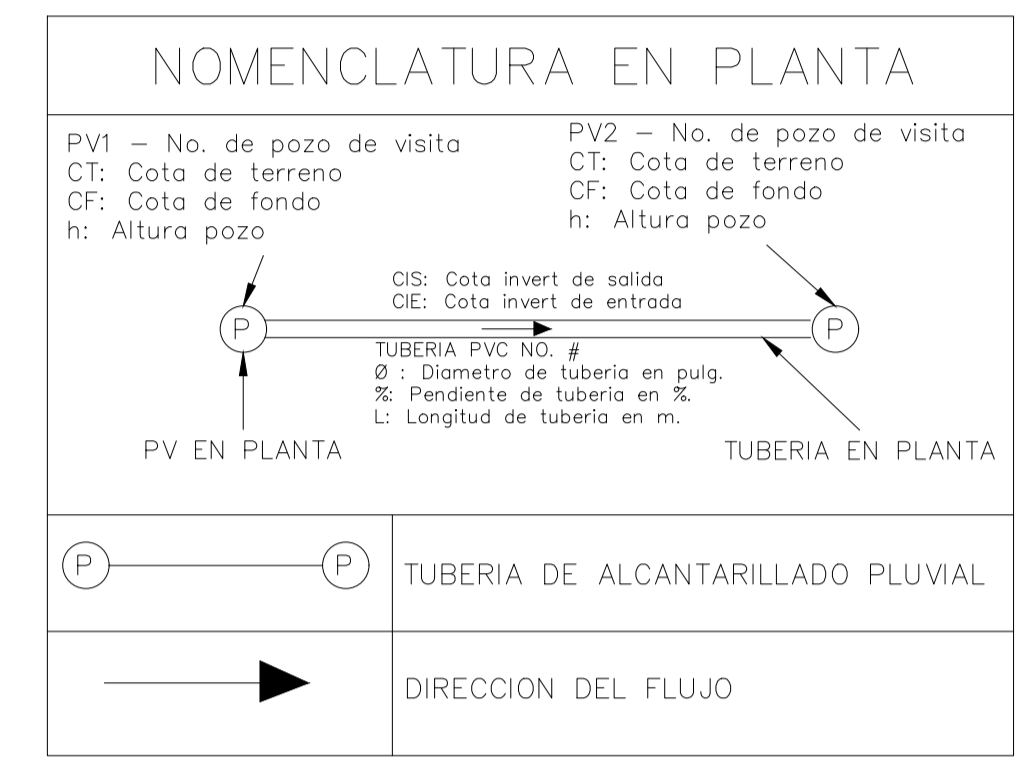 NOMENCLATURA EN PLANTA
PV1 – No. de pozo de visita
CT: Cota de terreno
CF: Cota de fondo
h: Altura pozo
PV2 – No. de pozo de visita
CT: Cota de terreno
CF: Cota de fondo
h: Altura pozo
CIS: Cota invert de salida
CIE: Cota invert de entrada
P
P
TUBERIA PVC NO. #
Ø : Diametro de tuberia en pulg.
%: Pendiente de tuberia en %.
L: Longitud de tuberia en m.
PV EN PLANTA
TUBERIA EN PLANTA
P
P
TUBERIA DE ALCANTARILLADO PLUVIAL
DIRECCION DEL FLUJO